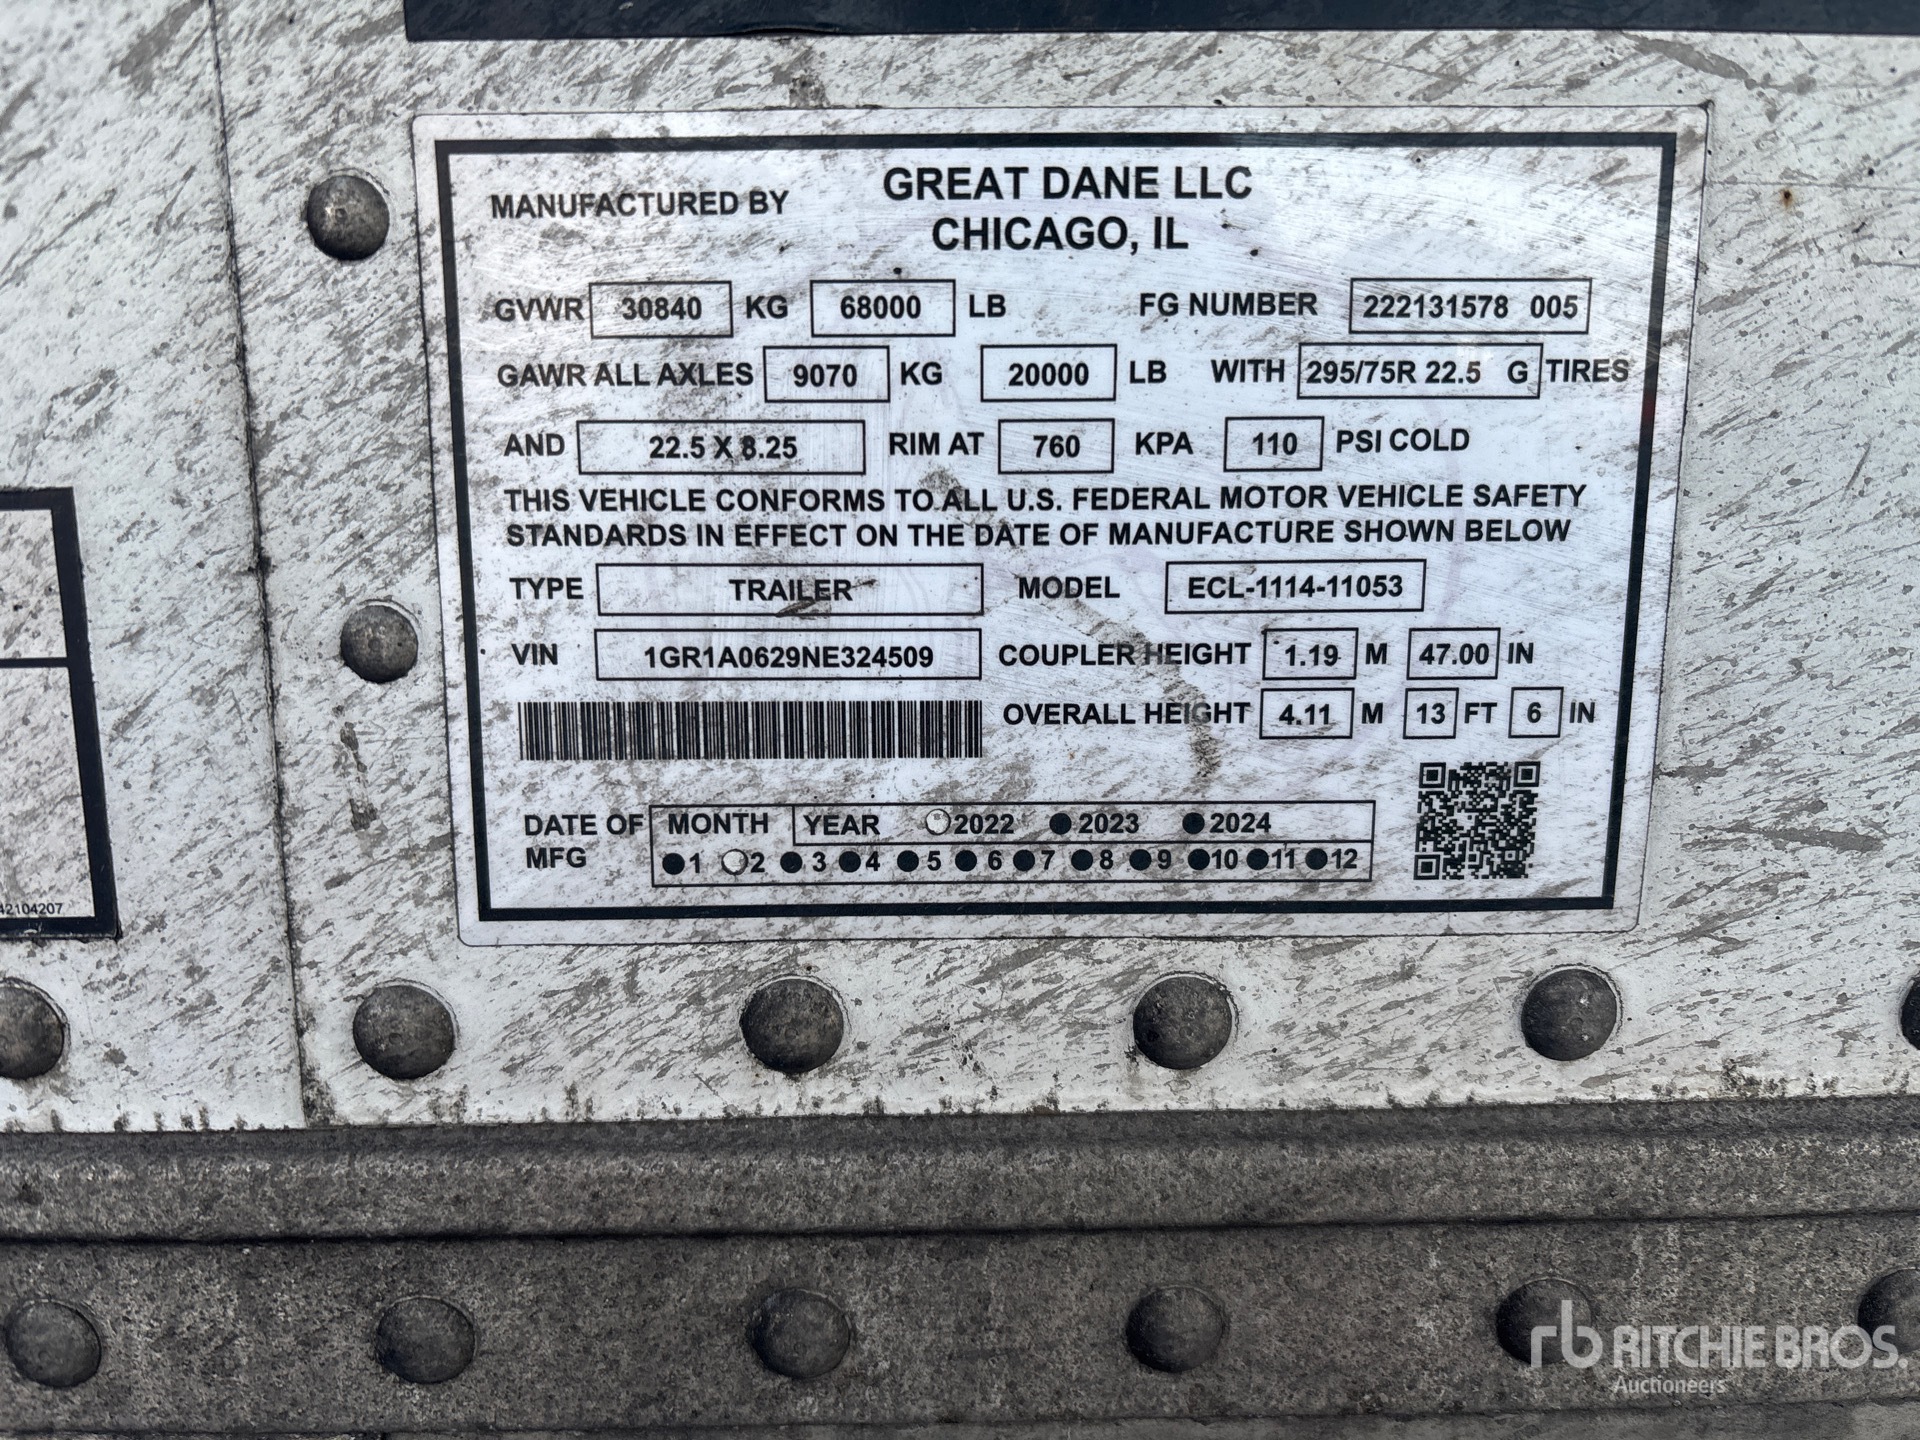 MANUFACTURED BY GREAT DANE LLC
CHICAGO, IL
GVWR 30840 KG 68000 LB FG NUMBER 222131578 005
GAWR ALL AXLES 9070 KG 20000 LB WITH 295/75R 22.5 G TIRES
AND 22.5 X 8.25 RIM AT 760 KPA 110 PSI COLD
THIS VEHICLE CONFORMS TO ALL U.S. FEDERAL MOTOR VEHICLE SAFETY
STANDARDS IN EFFECT ON THE DATE OF MANUFACTURE SHOWN BELOW
TYPE TRAILER MODEL ECL-1114-11053
VIN 1GR1A0629NE324509 COUPLER HEIGHT 1.19 M 47.00 IN
OVERALL HEIGHT 4.11 M 13 FT 6 IN
DATE OF MONTH YEAR 2022 2023 2024
MFG 1 2 3 4 5 6 7 8 9 10 11 12
42104207
rb RITCHIE BROS.
Auctioneers